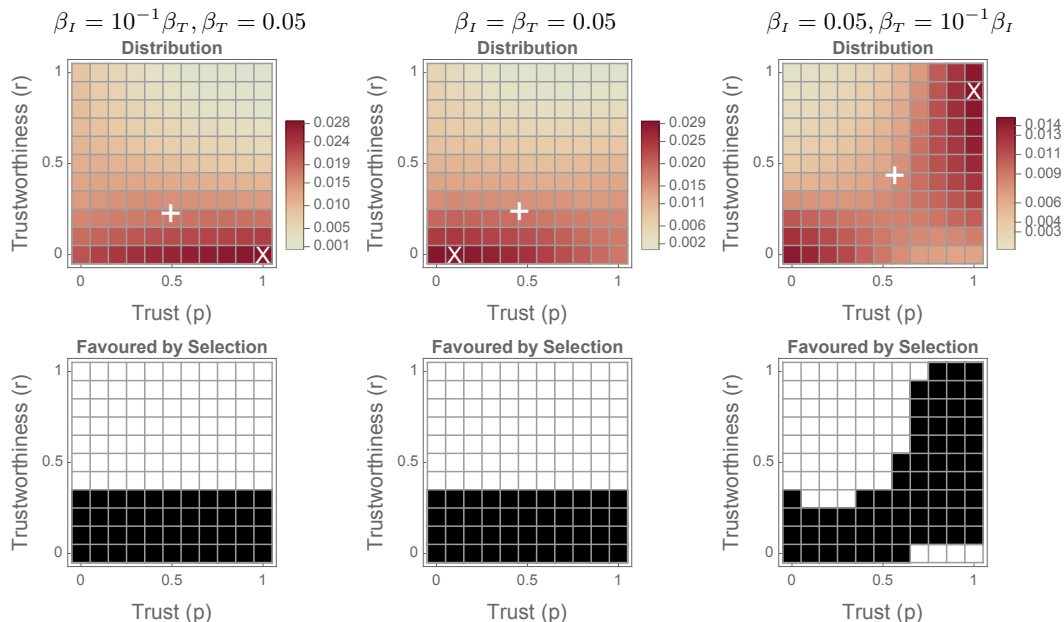 β_I = 10⁻¹β_T, β_T = 0.05
β_I = β_T = 0.05
β_I = 0.05, β_T = 10⁻¹β_I
Distribution
Distribution
Distribution
Trustworthiness (r)
1
0.5
0
0.028
0.024
0.019
0.015
0.010
0.005
0.001
0
0.5
1
Trust (p)
Trustworthiness (r)
1
0.5
0
0.029
0.024
0.020
0.015
0.011
0.006
0.002
0
0.5
1
Trust (p)
Trustworthiness (r)
1
0.5
0
0.014
0.013
0.011
0.009
0.006
0.004
0.003
0
0.5
1
Trust (p)
Favoured by Selection
Favoured by Selection
Favoured by Selection
Trustworthiness (r)
1
0.5
0
0
0.5
1
Trust (p)
Trustworthiness (r)
1
0.5
0
0
0.5
1
Trust (p)
Trustworthiness (r)
1
0.5
0
0
0.5
1
Trust (p)